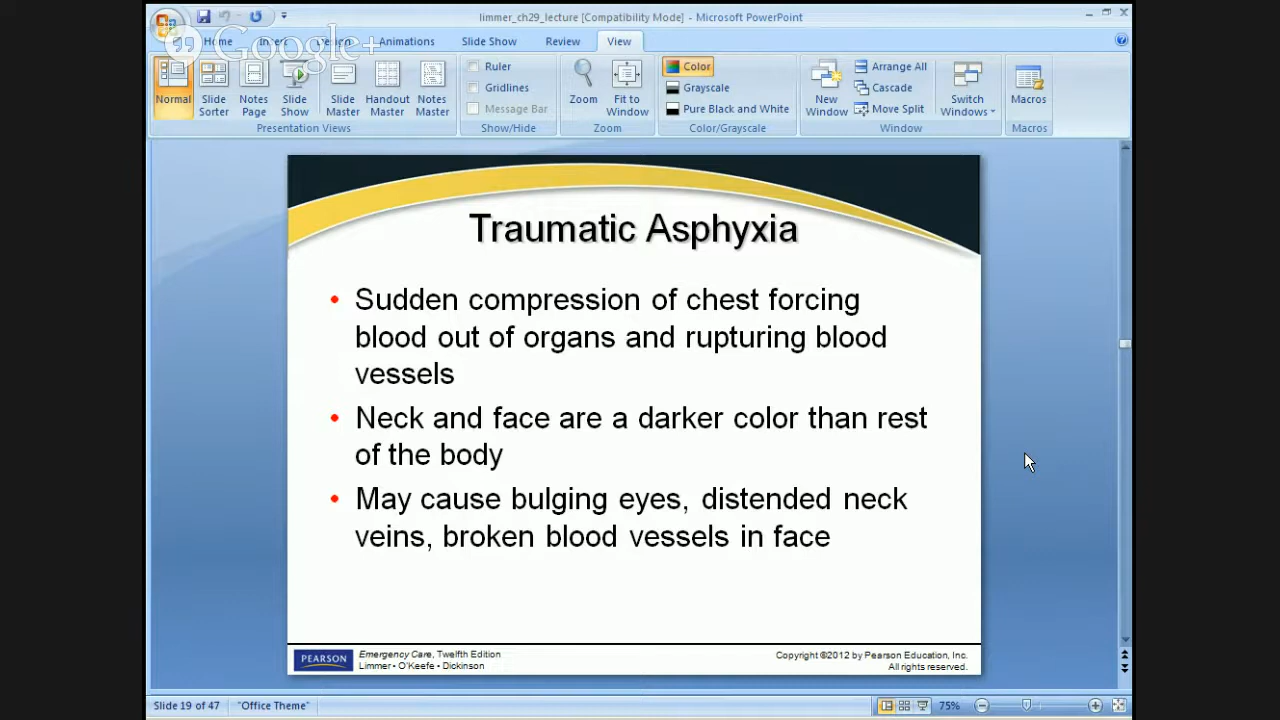 limmer_ch29_lecture [Compatibility Mode] - Microsoft PowerPoint
Google+
Home Insert Design Animations Slide Show Review View
Normal
Slide Sorter
Notes Page
Slide Show
Slide Master
Handout Master
Notes Master
Presentation Views
Ruler
Gridlines
Message Bar
Show/Hide
Zoom
Fit to Window
Zoom
Color
Grayscale
Pure Black and White
Color/Grayscale
New Window
Arrange All
Cascade
Move Split
Switch Windows
Window
Macros
Macros
Traumatic Asphyxia
• Sudden compression of chest forcing
blood out of organs and rupturing blood
vessels
• Neck and face are a darker color than rest
of the body
• May cause bulging eyes, distended neck
veins, broken blood vessels in face
PEARSON
Emergency Care, Twelfth Edition
Limmer • O'Keefe • Dickinson
Copyright ©2012 by Pearson Education, Inc.
All rights reserved.
Slide 19 of 47 "Office Theme" 75%